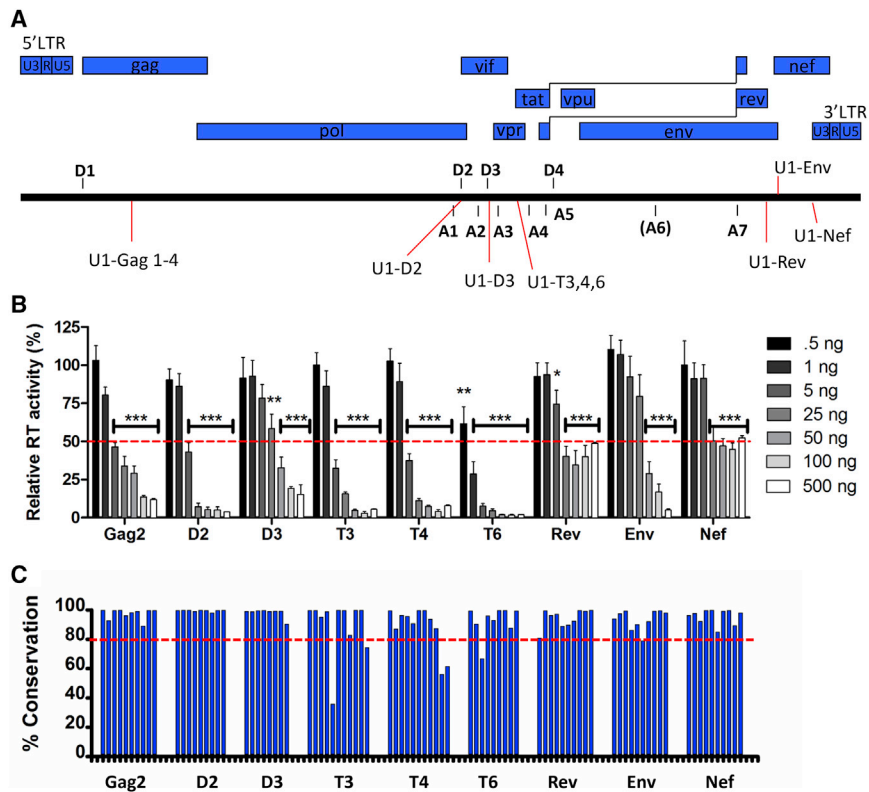 A
5'LTR
U3 R U5
gag
vif
nef
tat
vpu
rev
3'LTR
pol
vpr
env
U3 R U5
D1
D2
D3
D4
U1-Env
A1
A2
A3
A4
A5
(A6)
A7
U1-Gag 1-4
U1-D2
U1-D3
U1-T3,4,6
U1-Rev
U1-Nef
B
Relative RT activity (%)
125
100
75
50
25
0
***
***
**
***
***
***
**
***
*
***
***
***
Gag2 D2 D3 T3 T4 T6 Rev Env Nef
.5 ng
1 ng
5 ng
25 ng
50 ng
100 ng
500 ng
C
% Conservation
100
80
60
40
20
0
Gag2 D2 D3 T3 T4 T6 Rev Env Nef